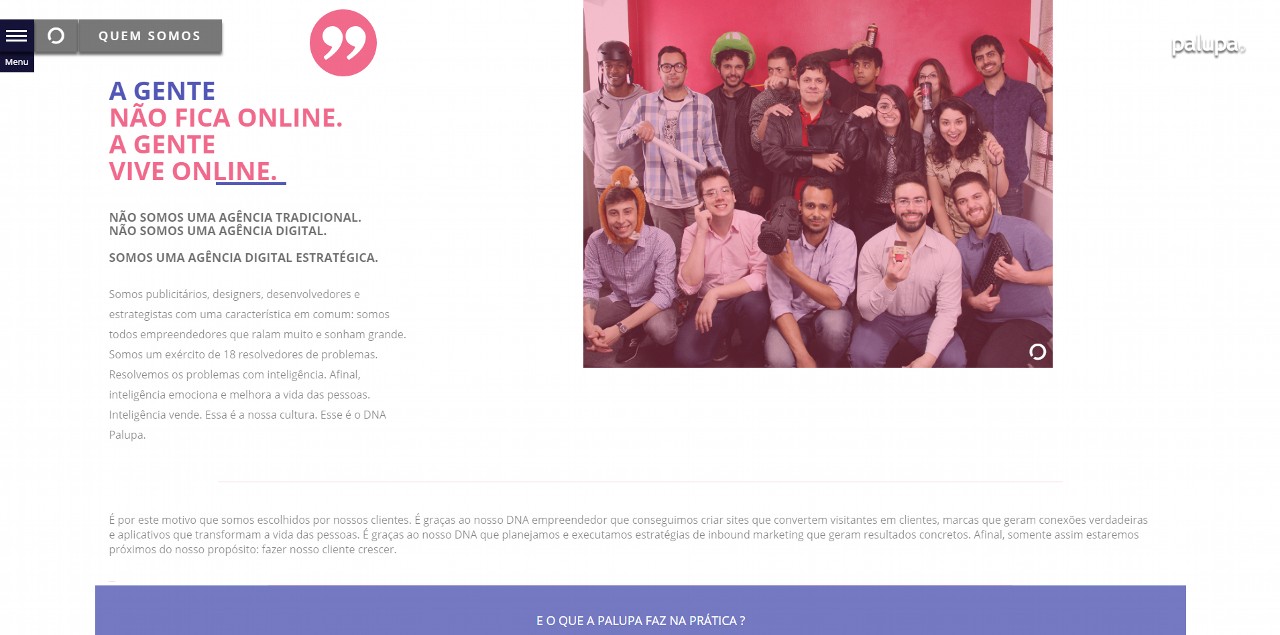 QUEM SOMOS
palupa.
Menu
A GENTE
NÃO FICA ONLINE.
A GENTE
VIVE ONLINE.
NÃO SOMOS UMA AGÊNCIA TRADICIONAL.
NÃO SOMOS UMA AGÊNCIA DIGITAL.
SOMOS UMA AGÊNCIA DIGITAL ESTRATÉGICA.
Somos publicitários, designers, desenvolvedores e
estrategistas com uma característica em comum: somos
todos empreendedores que ralam muito e sonham grande.
Somos um exército de 18 resolvedores de problemas.
Resolvemos os problemas com inteligência. Afinal,
inteligência emociona e melhora a vida das pessoas.
Inteligência vende. Essa é a nossa cultura. Esse é o DNA
Palupa.
É por este motivo que somos escolhidos por nossos clientes. É graças ao nosso DNA empreendedor que conseguimos criar sites que convertem visitantes em clientes, marcas que geram conexões verdadeiras
e aplicativos que transformam a vida das pessoas. É graças ao nosso DNA que planejamos e executamos estratégias de inbound marketing que geram resultados concretos. Afinal, somente assim estaremos
próximos do nosso propósito: fazer nosso cliente crescer.
E O QUE A PALUPA FAZ NA PRÁTICA ?